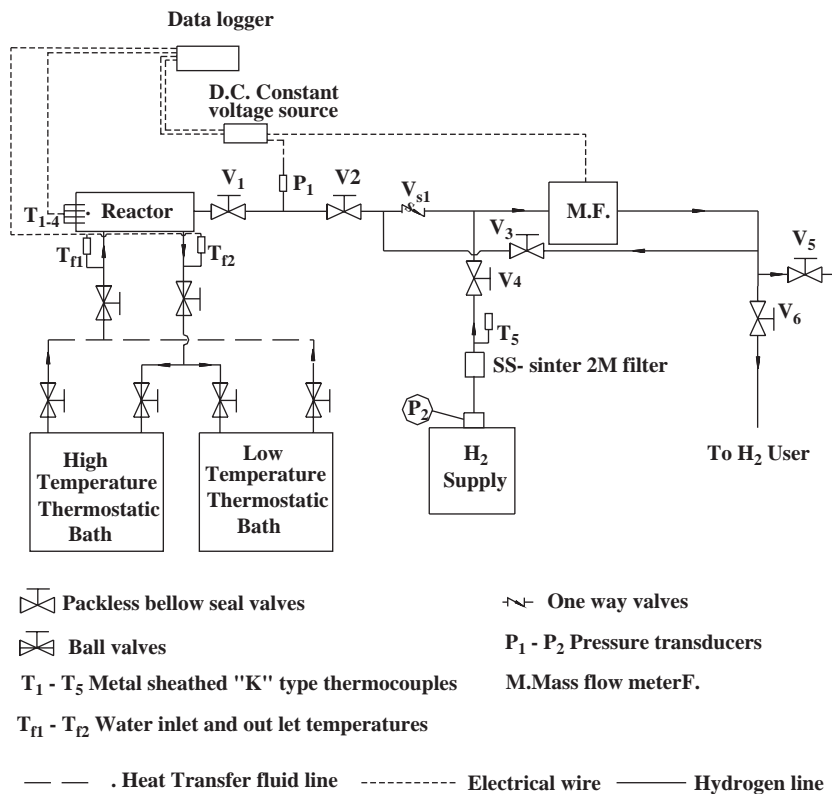 Data logger
D.C. Constant
voltage source
V1
P1
V2
Vs1
M.F.
V3
V5
T1-4
Reactor
Tf1
Tf2
V4
V6
T5
SS- sinter 2M filter
P2
High
Temperature
Thermostatic
Bath
Low
Temperature
Thermostatic
Bath
H2
Supply
To H2 User
Packless bellow seal valves
One way valves
Ball valves
P1 - P2 Pressure transducers
T1 - T5 Metal sheathed "K" type thermocouples
M.Mass flow meterF.
Tf1 - Tf2 Water inlet and out let temperatures
. Heat Transfer fluid line
Electrical wire
Hydrogen line